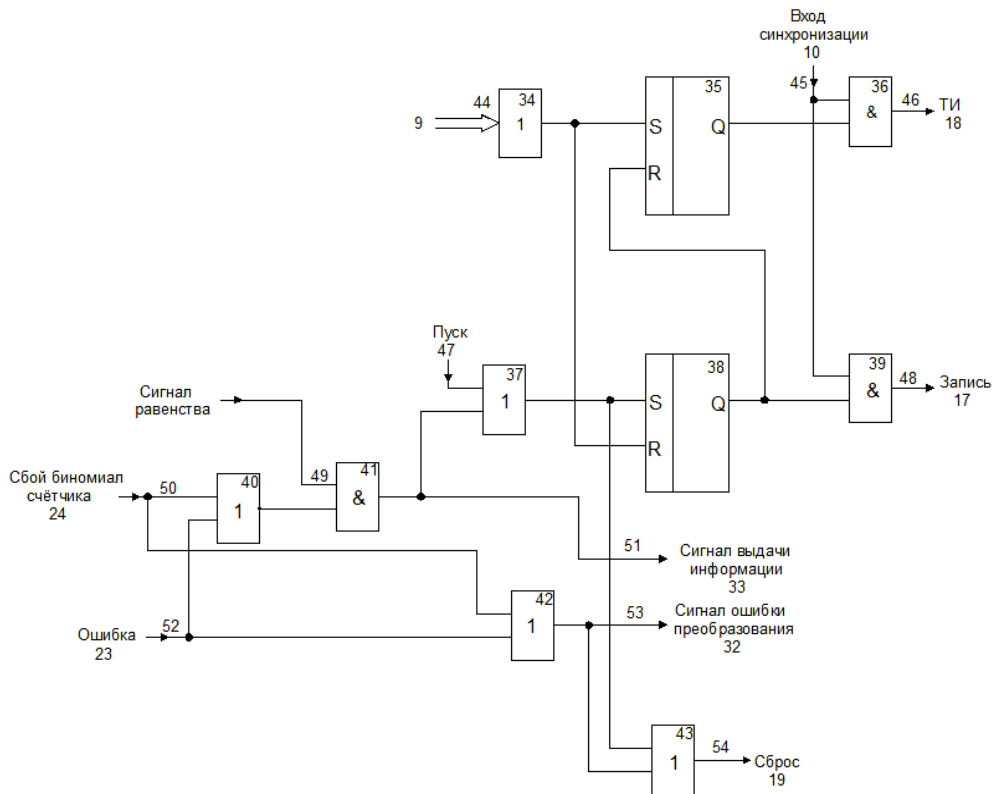 Вход
синхронизации
10
44
34
9
1
35
S
Q
R
45
36
&
46
ТИ
18
Пуск
47
37
1
38
S
Q
R
39
&
48
Запись
17
Сигнал
равенства
Сбой биномиал
счётчика
24
50
40
1
49
41
&
51
Сигнал выдачи
информации
33
Ошибка
23
52
42
1
53
Сигнал ошибки
преобразования
32
43
1
54
Сброс
19